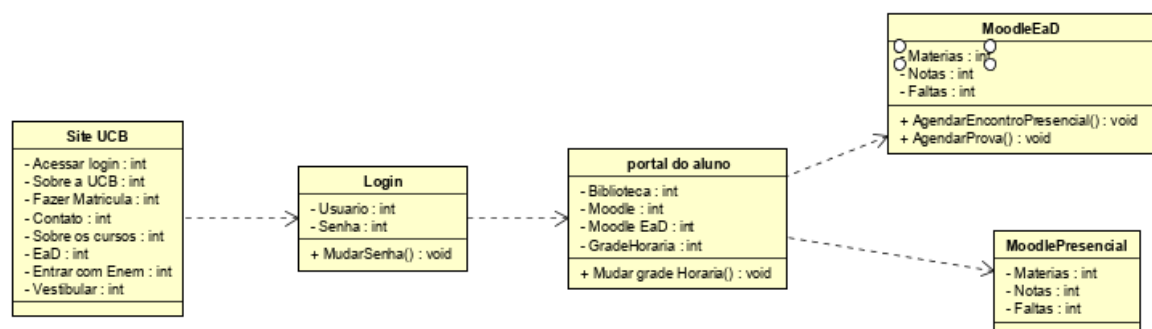 Site UCB
- Acessar login : int
- Sobre a UCB : int
- Fazer Matricula : int
- Contato : int
- Sobre os cursos : int
- EaD : int
- Entrar com Enem : int
- Vestibular : int
Login
- Usuario : int
- Senha : int
+ MudarSenha() : void
portal do aluno
- Biblioteca : int
- Moodle : int
- Moodle EaD : int
- GradeHoraria : int
+ Mudar grade Horaria() : void
MoodleEaD
- Materias : int
- Notas : int
- Faltas : int
+ AgendarEncontroPresencial() : void
+ AgendarProva() : void
MoodlePresencial
- Materias : int
- Notas : int
- Faltas : int